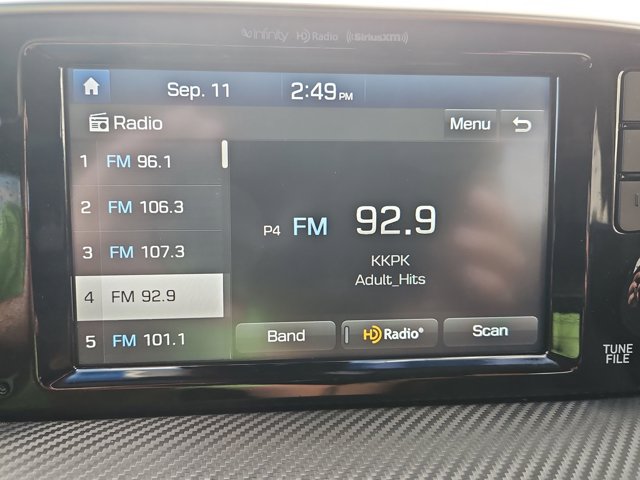 infinity HD Radio ((SiriusXM))
Sep. 11 2:49 PM
Radio Menu
1 FM 96.1
2 FM 106.3
3 FM 107.3
4 FM 92.9
5 FM 101.1
P4 FM 92.9
KKPK
Adult_Hits
Band HD Radio® Scan
TUNE
FILE